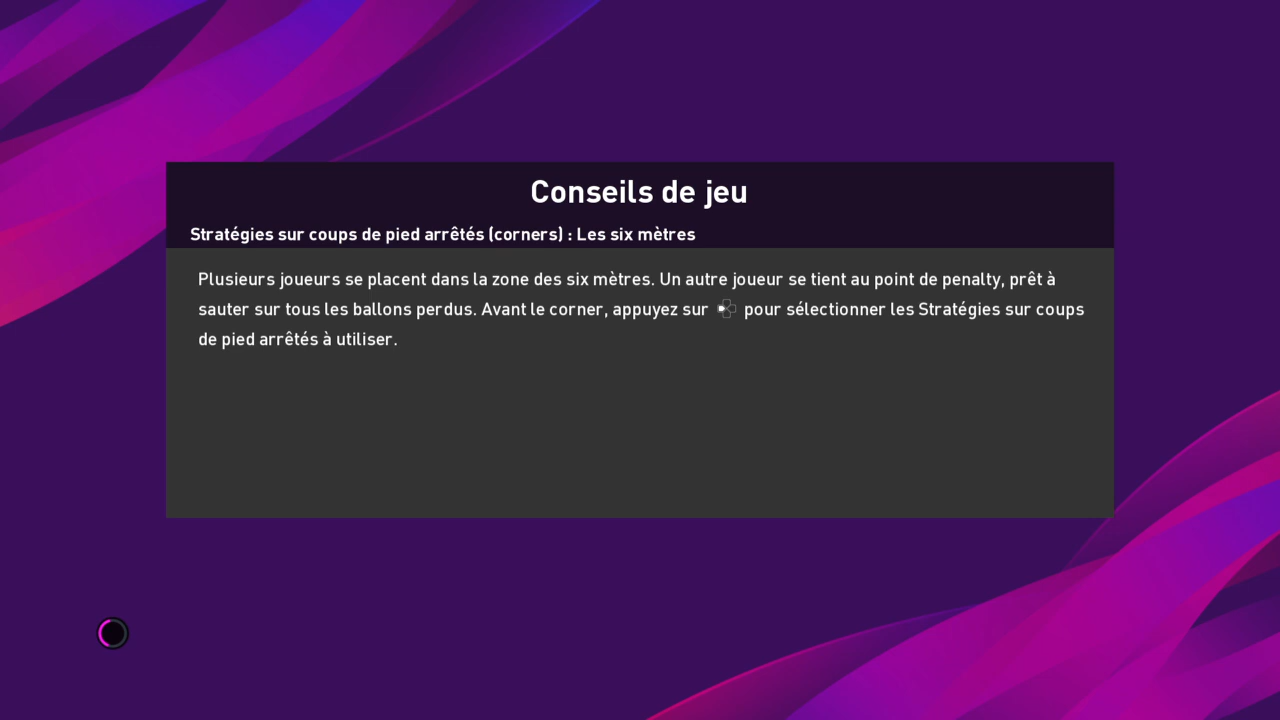 Conseils de jeu
Stratégies sur coups de pied arrêtés (corners) : Les six mètres
Plusieurs joueurs se placent dans la zone des six mètres. Un autre joueur se tient au point de penalty, prêt à
sauter sur tous les ballons perdus. Avant le corner, appuyez sur pour sélectionner les Stratégies sur coups
de pied arrêtés à utiliser.